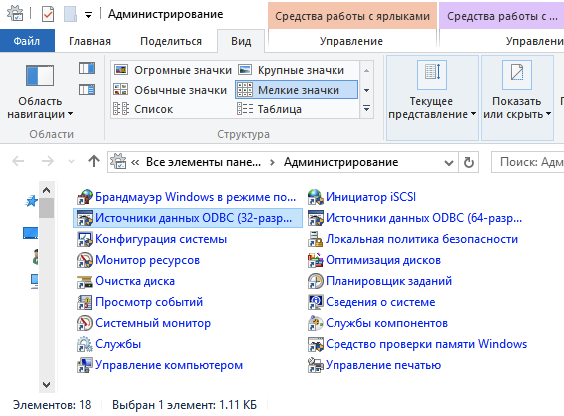 Администрирование
Средства работы с ярлыками
Средства работы с ...
Файл
Главная
Поделиться
Вид
Управление
Управлени
Область навигации
Огромные значки
Крупные значки
Обычные значки
Мелкие значки
Список
Таблица
Текущее представление
Показать или скрыть
Области
Структура
« Все элементы пане... > Администрирование
Поиск: Адм
Брандмауэр Windows в режиме по...
Инициатор iSCSI
Источники данных ODBC (32-разр...
Источники данных ODBC (64-разр...
Конфигурация системы
Локальная политика безопасности
Монитор ресурсов
Оптимизация дисков
Очистка диска
Планировщик заданий
Просмотр событий
Сведения о системе
Системный монитор
Службы компонентов
Службы
Средство проверки памяти Windows
Управление компьютером
Управление печатью
Элементов: 18
Выбран 1 элемент: 1.11 КБ